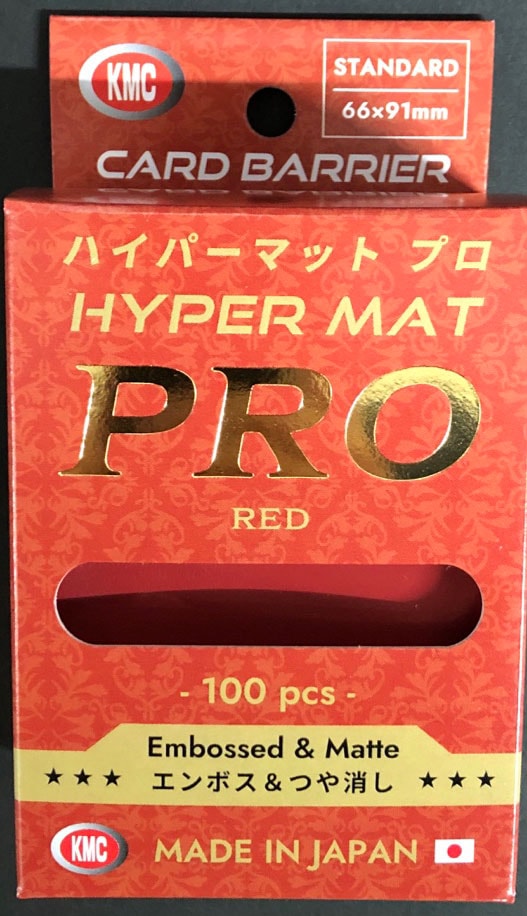 KMC
STANDARD
66×91mm
CARD BARRIER
ハイパーマット プロ
HYPER MAT
PRO
RED
- 100 pcs -
Embossed & Matte
★★★ エンボス&つや消し ★★★
KMC MADE IN JAPAN